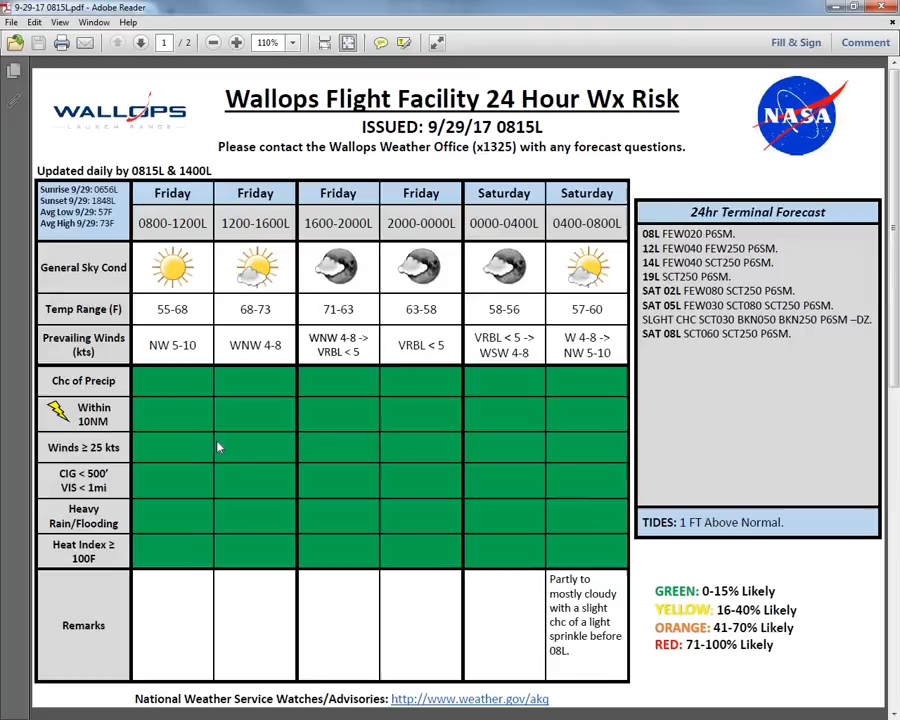 9-29-17 0815L.pdf - Adobe Reader
File Edit View Window Help
1 / 2 110% Fill & Sign Comment
WALLOPS
LAUNCH RANGE
Wallops Flight Facility 24 Hour Wx Risk
ISSUED: 9/29/17 0815L
Please contact the Wallops Weather Office (x1325) with any forecast questions.
NASA
Updated daily by 0815L & 1400L
Sunrise 9/29: 0656L
Sunset 9/29: 1848L
Avg Low 9/29: 57F
Avg High 9/29: 73F
Friday Friday Friday Friday Saturday Saturday
0800-1200L 1200-1600L 1600-2000L 2000-0000L 0000-0400L 0400-0800L
General Sky Cond
Temp Range (F) 55-68 68-73 71-63 63-58 58-56 57-60
Prevailing Winds (kts) NW 5-10 WNW 4-8 WNW 4-8 -> VRBL < 5 VRBL < 5 VRBL < 5 -> WSW 4-8 W 4-8 -> NW 5-10
Chc of Precip
Within
10NM
Winds ≥ 25 kts
CIG < 500'
VIS < 1mi
Heavy
Rain/Flooding
Heat Index ≥
100F
Remarks
Partly to
mostly cloudy
with a slight
chc of a light
sprinkle before
08L.
24hr Terminal Forecast
08L FEW020 P6SM.
12L FEW040 FEW250 P6SM.
14L FEW040 SCT250 P6SM.
19L SCT250 P6SM.
SAT 02L FEW080 SCT250 P6SM.
SAT 05L FEW030 SCT080 SCT250 P6SM.
SLGHT CHC SCT030 BKN050 BKN250 P6SM –DZ.
SAT 08L SCT060 SCT250 P6SM.
TIDES: 1 FT Above Normal.
GREEN: 0-15% Likely
YELLOW: 16-40% Likely
ORANGE: 41-70% Likely
RED: 71-100% Likely
National Weather Service Watches/Advisories: http://www.weather.gov/akq